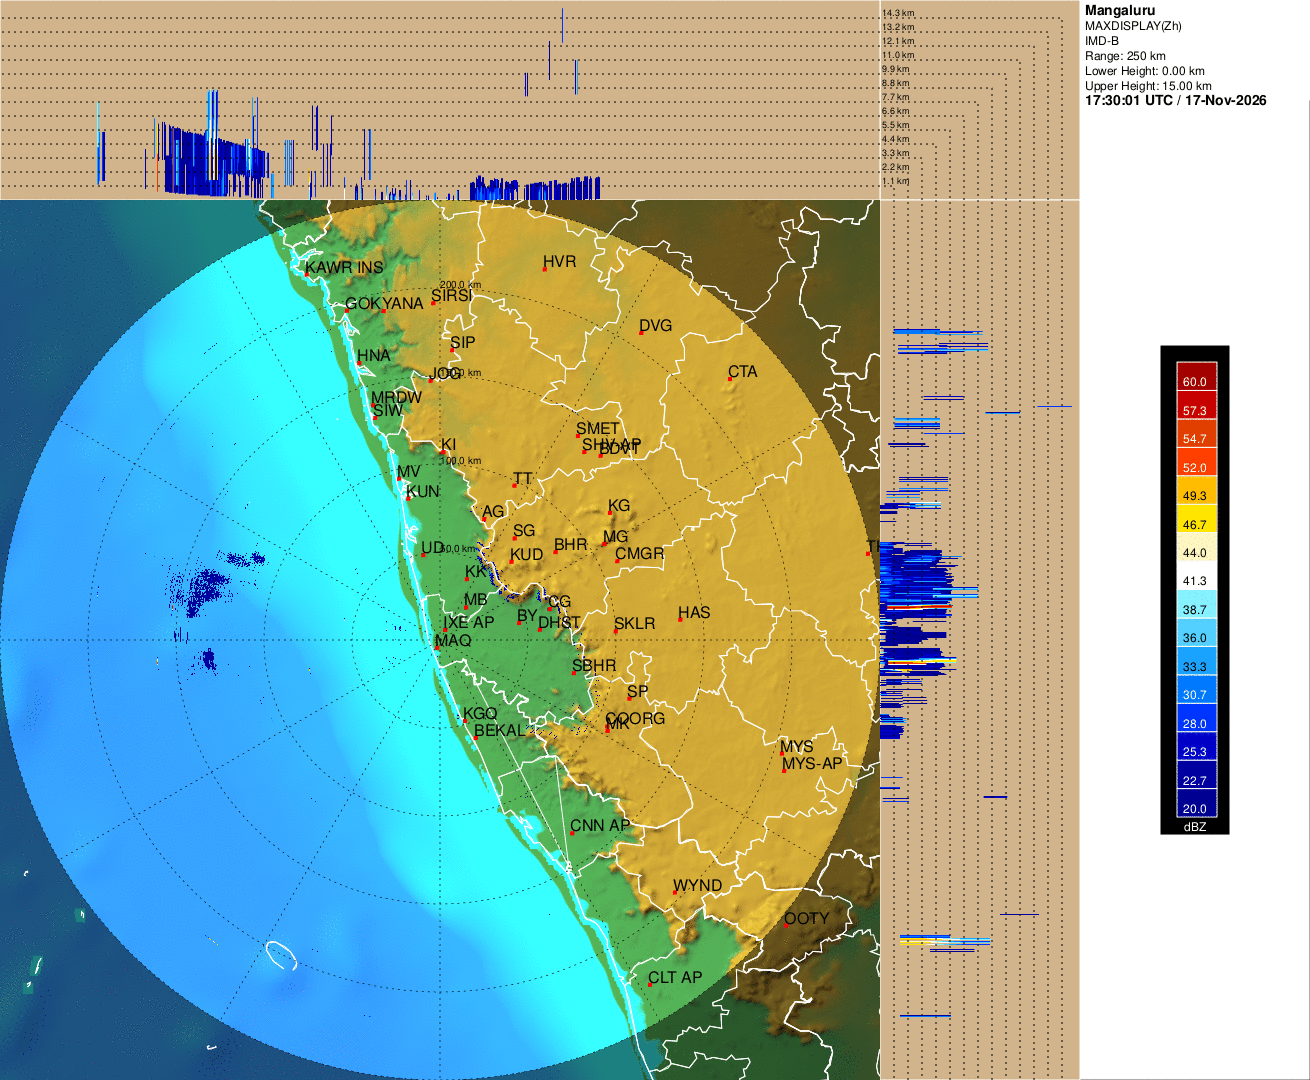 14.3 km
13.2 km
12.1 km
11.0 km
9.9 km
8.8 km
7.7 km
6.6 km
5.5 km
4.4 km
3.3 km
2.2 km
1.1 km
Mangaluru
MAXDISPLAY(Zh)
IMD-B
Range: 250 km
Lower Height: 0.00 km
Upper Height: 15.00 km
17:30:01 UTC / 17-Nov-2026
KAWR INS
HVR
200.0 km
SIRSI
GOKYANA
DVG
SIP
HNA
JOG
150.0 km
CTA
MRDW
SIW
SMET
SHV-AP
BDVT
KI
100.0 km
MV
TT
KUN
KG
AG
SG
MG
UD
50.0 km
KUD
BHR
CMGR
KK
MB
CG
HAS
IXE AP
BY
DHST
SKLR
MAQ
SBHR
SP
KGQ
COORG
MK
BEKAL
MYS
MYS-AP
CNN AP
WYND
OOTY
CLT AP
60.0
57.3
54.7
52.0
49.3
46.7
44.0
41.3
38.7
36.0
33.3
30.7
28.0
25.3
22.7
20.0
dBZ